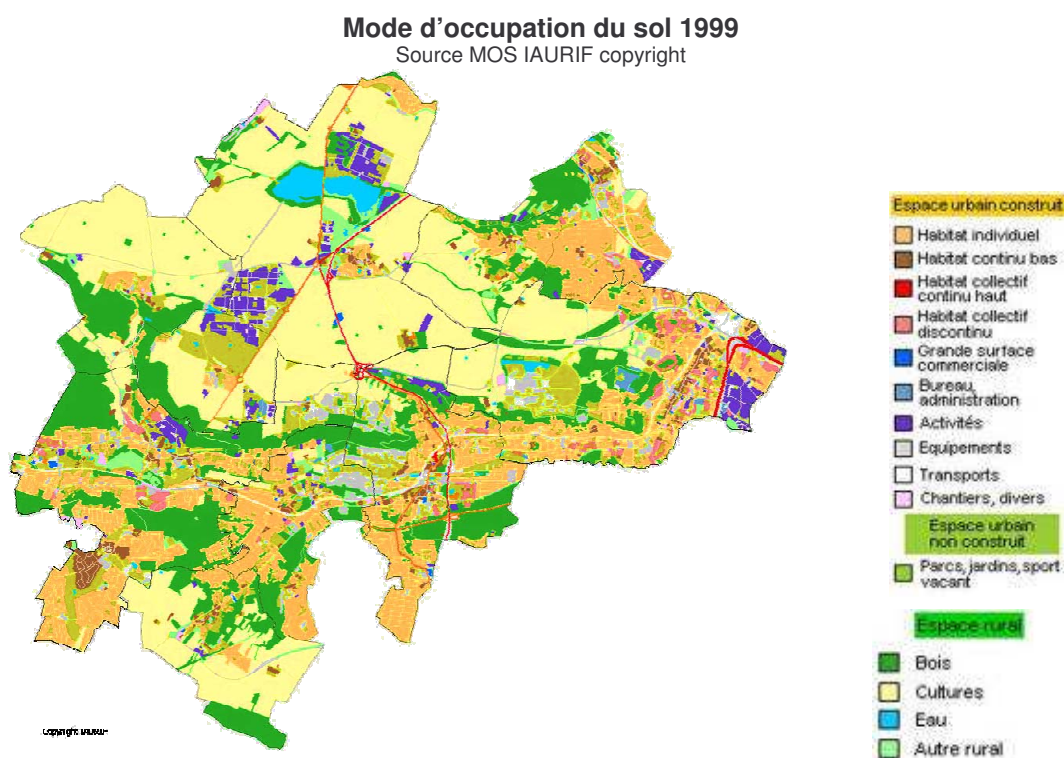 Mode d'occupation du sol 1999
Source MOS IAURIF copyright
Espace urbain construit
Habitat individuel
Habitat continu bas
Habitat collectif
continu haut
Habitat collectif
discontinu
Grande surface
commerciale
Bureau,
administration
Activités
Equipements
Transports
Chantiers, divers
Espace urbain
non construit
Parcs, jardins, sport
vacant
Espace rural
Bois
Cultures
Eau
Autre rural
Copyright IAURIF